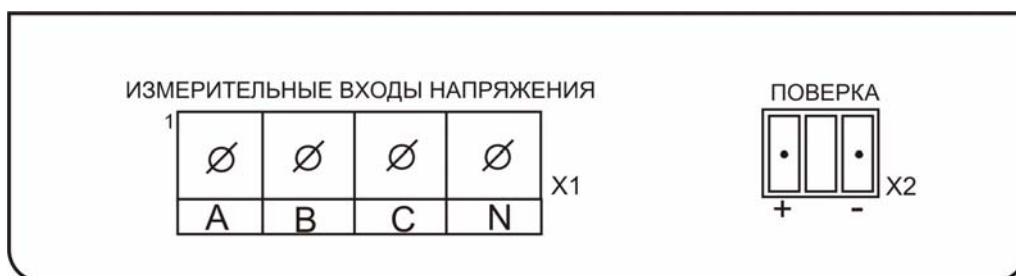 ИЗМЕРИТЕЛЬНЫЕ ВХОДЫ НАПРЯЖЕНИЯ
1
X1
A B C N
ПОВЕРКА
X2
+ -